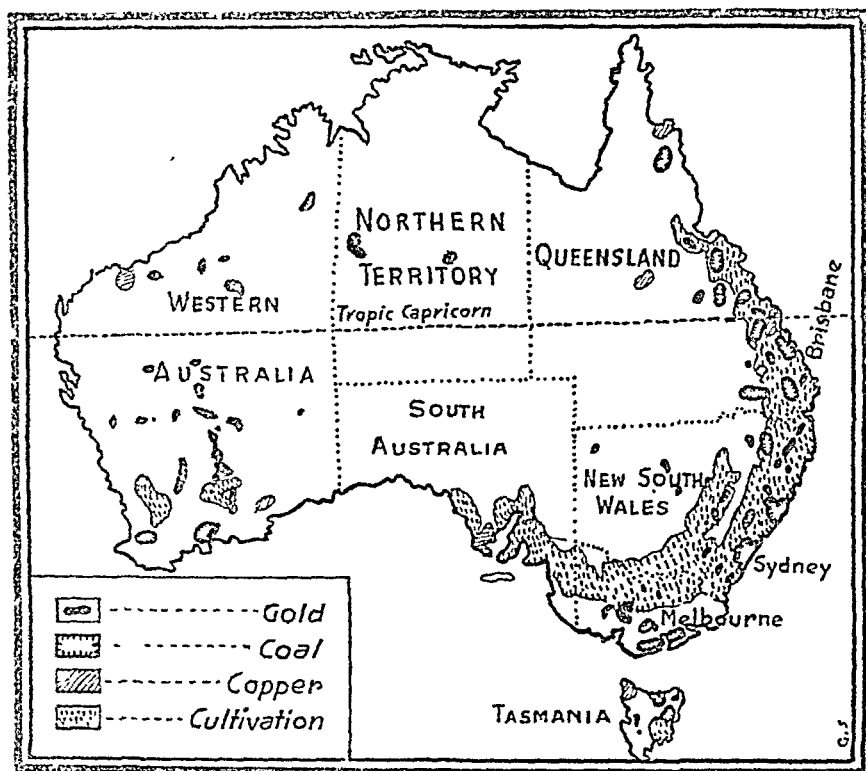 NORTHERN
TERRITORY
QUEENSLAND
WESTERN
Tropic Capricorn
Brisbane
AUSTRALIA
SOUTH
AUSTRALIA
NEW SOUTH
WALES
Sydney
Melbourne
Gold
Coal
Copper
Cultivation
TASMANIA
G.S